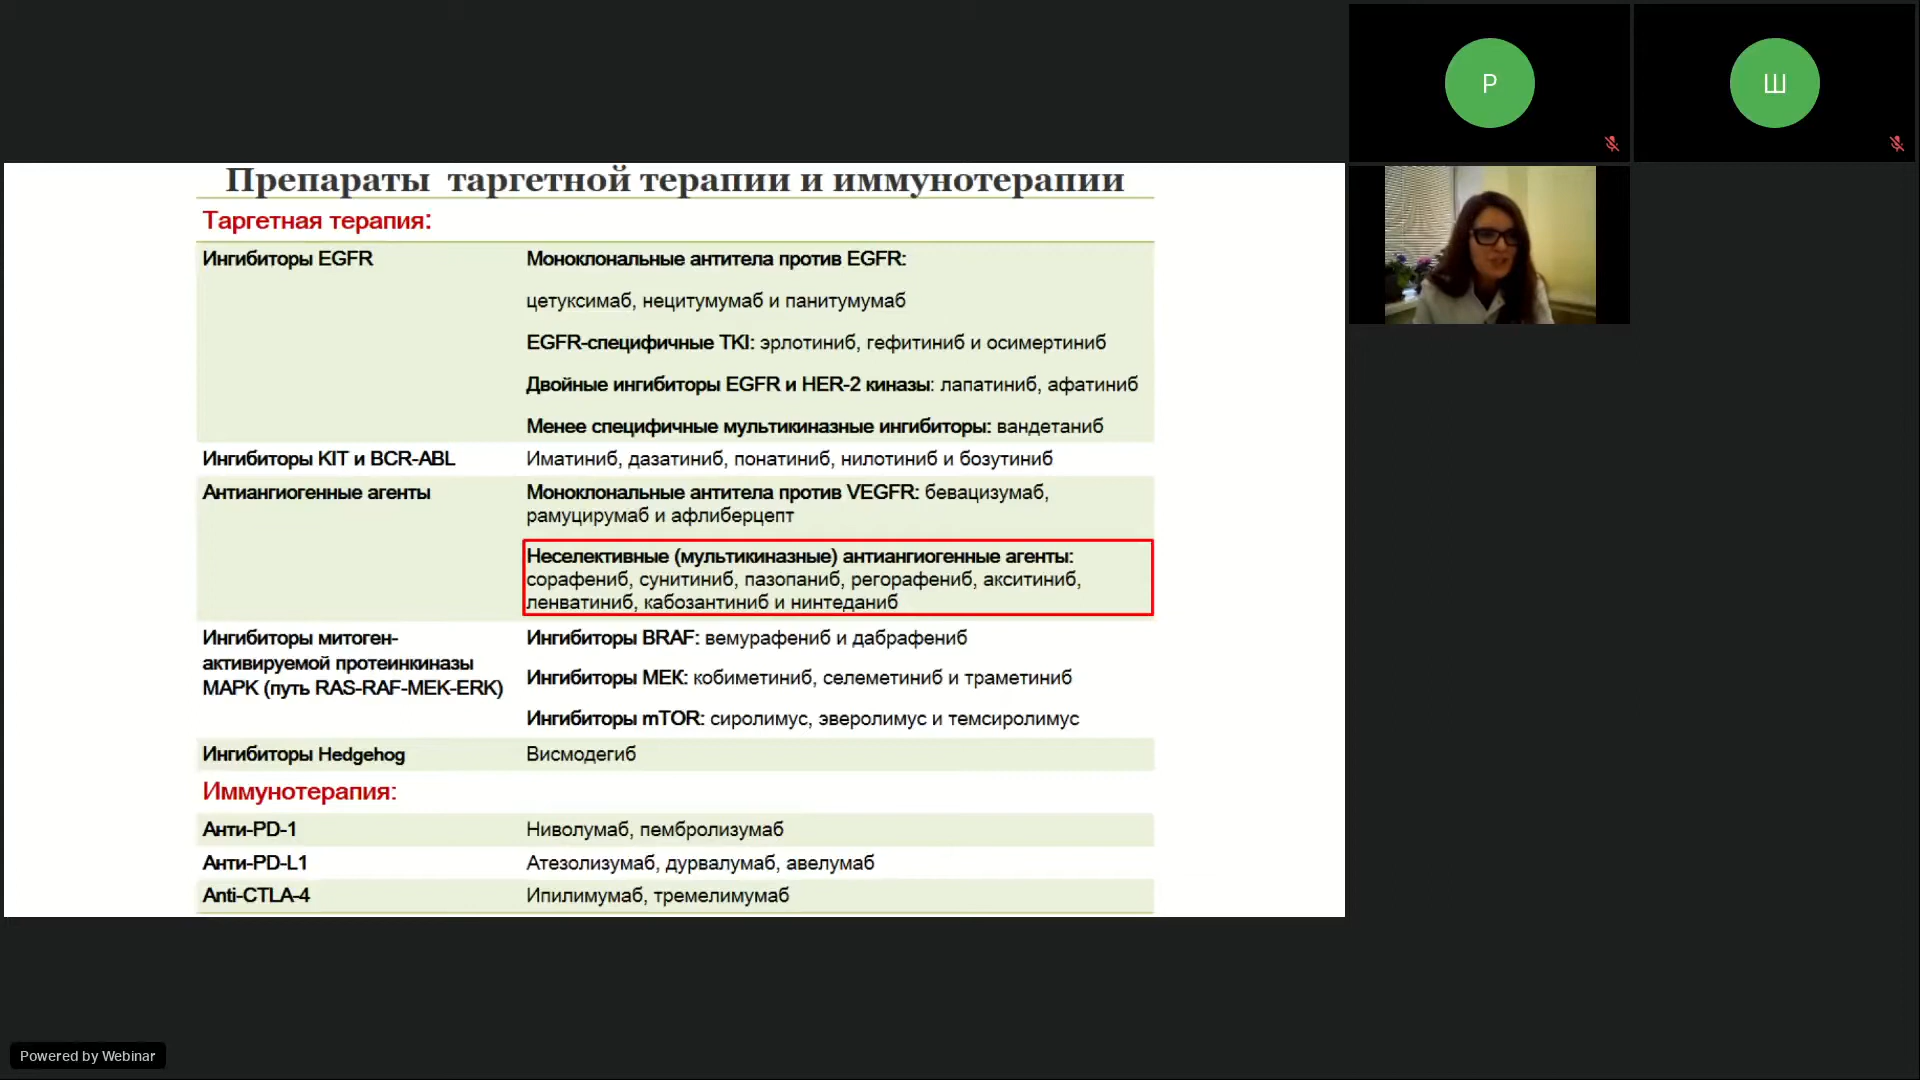 Р
Ш
Препараты таргетной терапии и иммунотерапии
Таргетная терапия:
Ингибиторы EGFR
Моноклональные антитела против EGFR:
цетуксимаб, нецитумумаб и панитумумаб
EGFR-специфичные TKI: эрлотиниб, гефитиниб и осимертиниб
Двойные ингибиторы EGFR и HER-2 киназы: лапатиниб, афатиниб
Менее специфичные мультикиназные ингибиторы: вандетаниб
Ингибиторы KIT и BCR-ABL
Иматиниб, дазатиниб, понатиниб, нилотиниб и бозутиниб
Антиангиогенные агенты
Моноклональные антитела против VEGFR: бевацизумаб,
рамуцирумаб и афлиберцепт
Неселективные (мультикиназные) антиангиогенные агенты:
сорафениб, сунитиниб, пазопаниб, регорафениб, акситиниб,
ленватиниб, кабозантиниб и нинтеданиб
Ингибиторы митоген-
активируемой протеинкиназы
МАРК (путь RAS-RAF-MEK-ERK)
Ингибиторы BRAF: вемурафениб и дабрафениб
Ингибиторы МЕК: кобиметиниб, селеметиниб и траметиниб
Ингибиторы mTOR: сиролимус, эверолимус и темсиролимус
Ингибиторы Hedgehog
Висмодегиб
Иммунотерапия:
Анти-PD-1
Ниволумаб, пембролизумаб
Анти-PD-L1
Атезолизумаб, дурвалумаб, авелумаб
Anti-CTLA-4
Ипилимумаб, тремелимумаб
Powered by Webinar